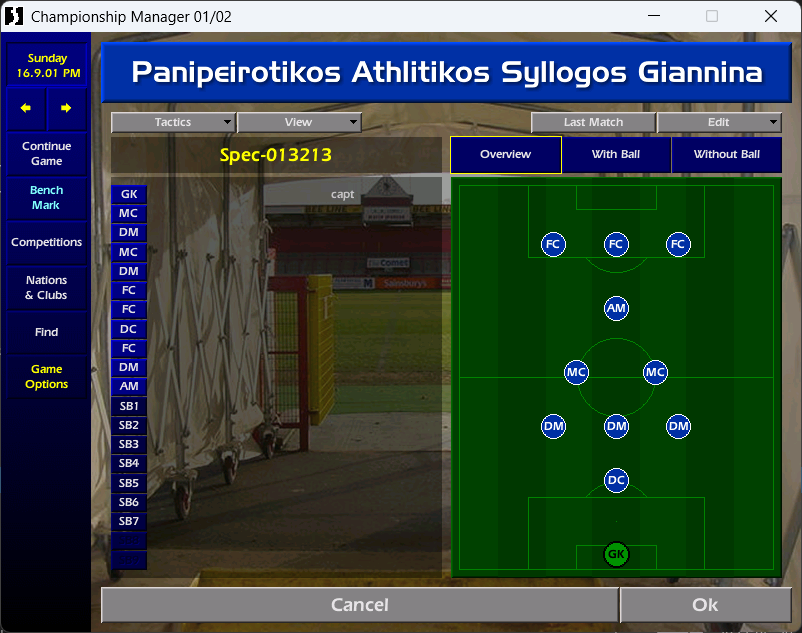 Championship Manager 01/02
Sunday
16.9.01 PM
Continue
Game
Bench
Mark
Competitions
Nations
& Clubs
Find
Game
Options
Panipeirotikos Athlitikos Syllogos Giannina
Tactics
View
Last Match
Edit
Spec-013213
Overview
With Ball
Without Ball
GK capt
MC
DM
MC
DM
FC
FC
DC
FC
DM
AM
SB1
SB2
SB3
SB4
SB5
SB6
SB7
Comet
Sainsbury's
FC FC FC
AM
MC MC
DM DM DM
DC
GK
Cancel
Ok